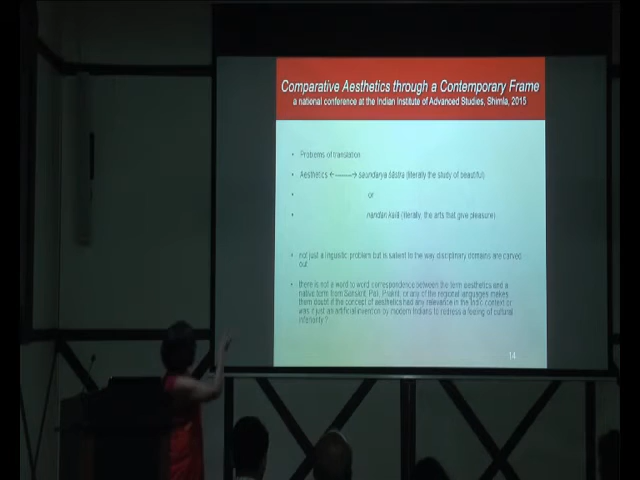 Comparative Aesthetics through a Contemporary Frame
a national conference at the Indian Institute of Advanced Studies, Shimla, 2015
• Problems of translation
• Aesthetics ←--------→ saundarya śāstra (literally the study of beautiful)
• or
• nandan kalā (literally, the arts that give pleasure)
• not just a linguistic problem but is salient to the way disciplinary domains are carved
out
• there is not a word to word correspondence between the term aesthetics and a
native term from Sanskrit, Pali, Prakrit, or any of the regional languages makes
them doubt if the concept of aesthetics had any relevance in the Indic context or
was it just an artificial invention by modern Indians to redress a feeling of cultural
inferiority ?
14